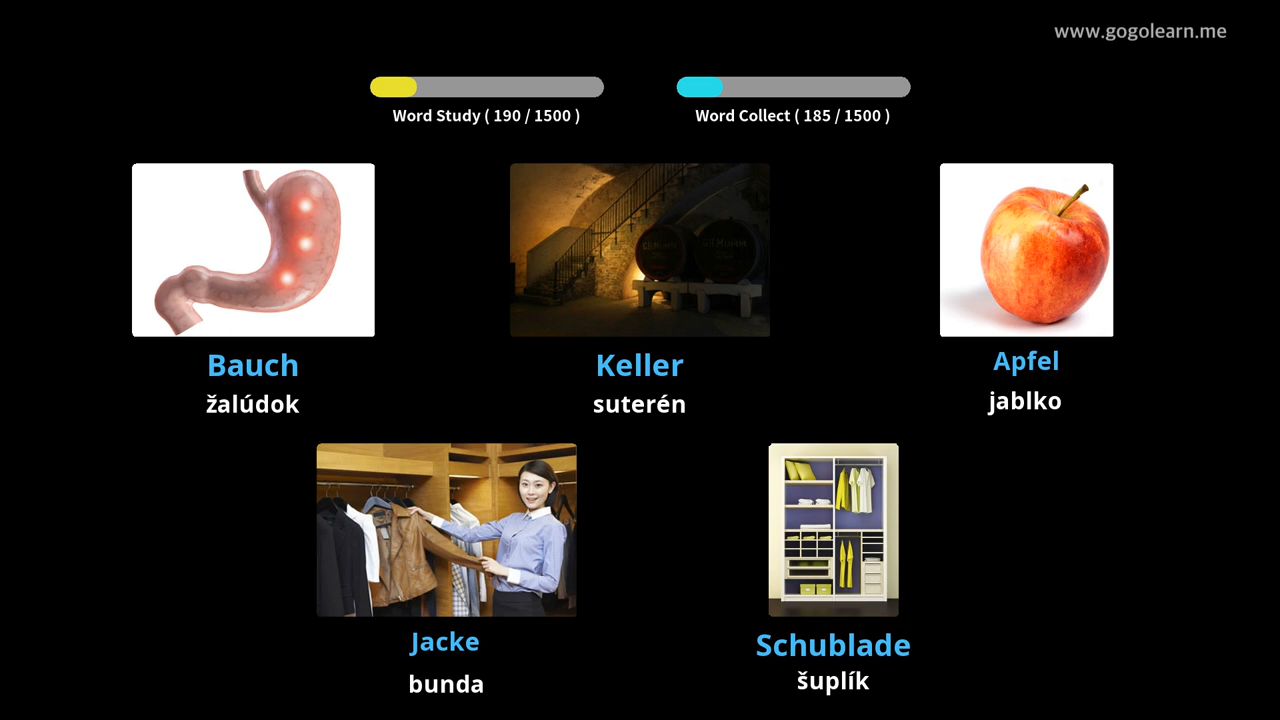 www.gogolearn.me
Word Study ( 190 / 1500 )
Word Collect ( 185 / 1500 )
Bauch
žalúdok
Keller
suterén
Apfel
jablko
Jacke
bunda
Schublade
šuplík